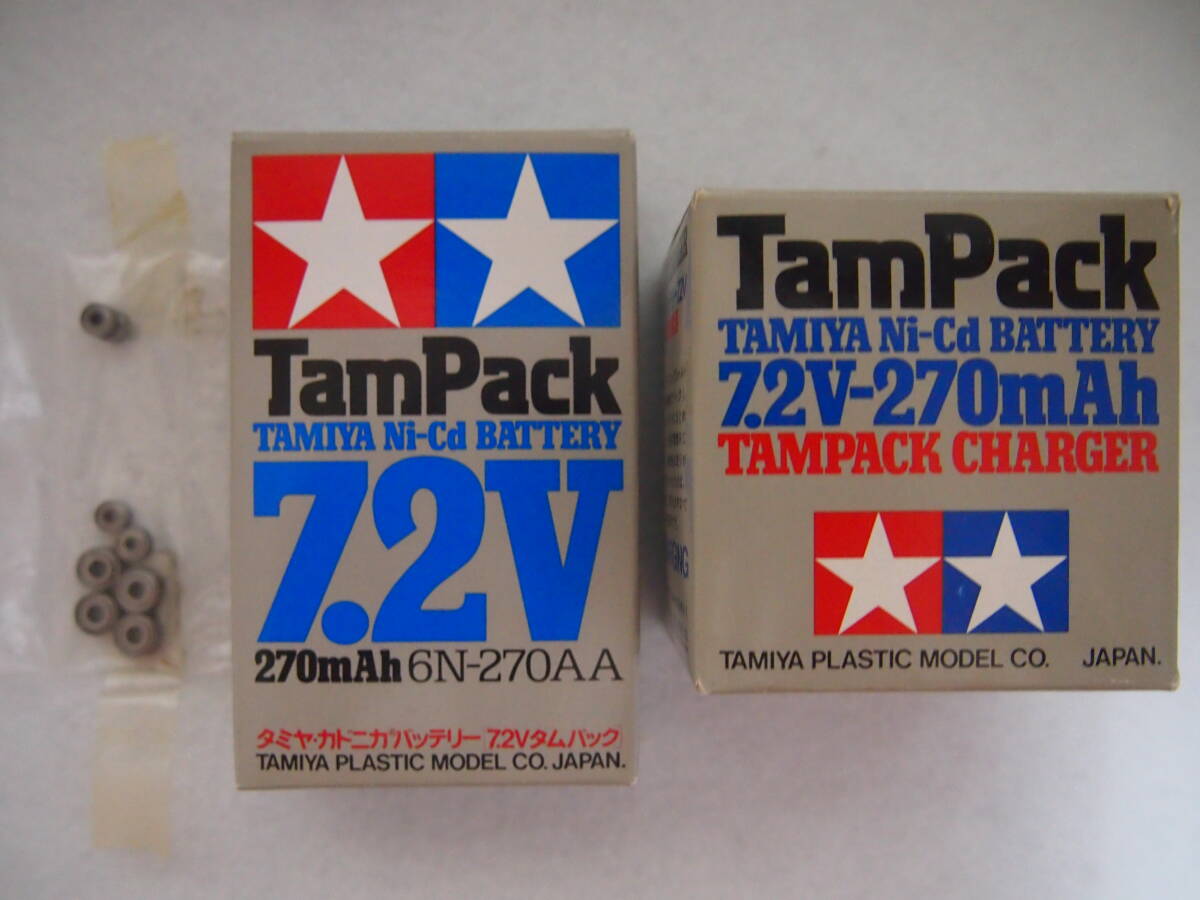 TamPack
TAMIYA Ni-Cd BATTERY
7.2V
270mAh 6N-270AA
タミヤ・カドニカ®バッテリー[7.2Vタムパック]
TAMIYA PLASTIC MODEL CO. JAPAN.
TamPack
TAMIYA Ni-Cd BATTERY
7.2V-270mAh
TAMPACK CHARGER
TAMIYA PLASTIC MODEL CO. JAPAN.